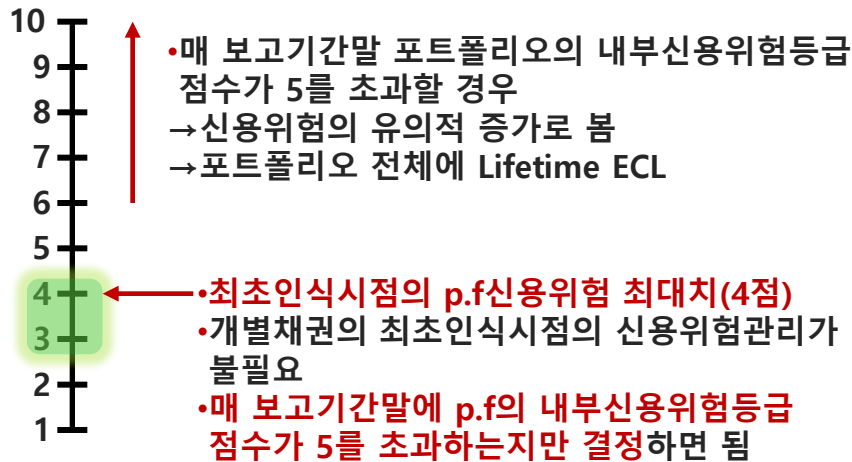 10
9
8
7
6
5
4
3
2
1
•매 보고기간말 포트폴리오의 내부신용위험등급
점수가 5를 초과할 경우
→신용위험의 유의적 증가로 봄
→포트폴리오 전체에 Lifetime ECL
•최초인식시점의 p.f신용위험 최대치(4점)
•개별채권의 최초인식시점의 신용위험관리가
불필요
•매 보고기간말에 p.f의 내부신용위험등급
점수가 5를 초과하는지만 결정하면 됨